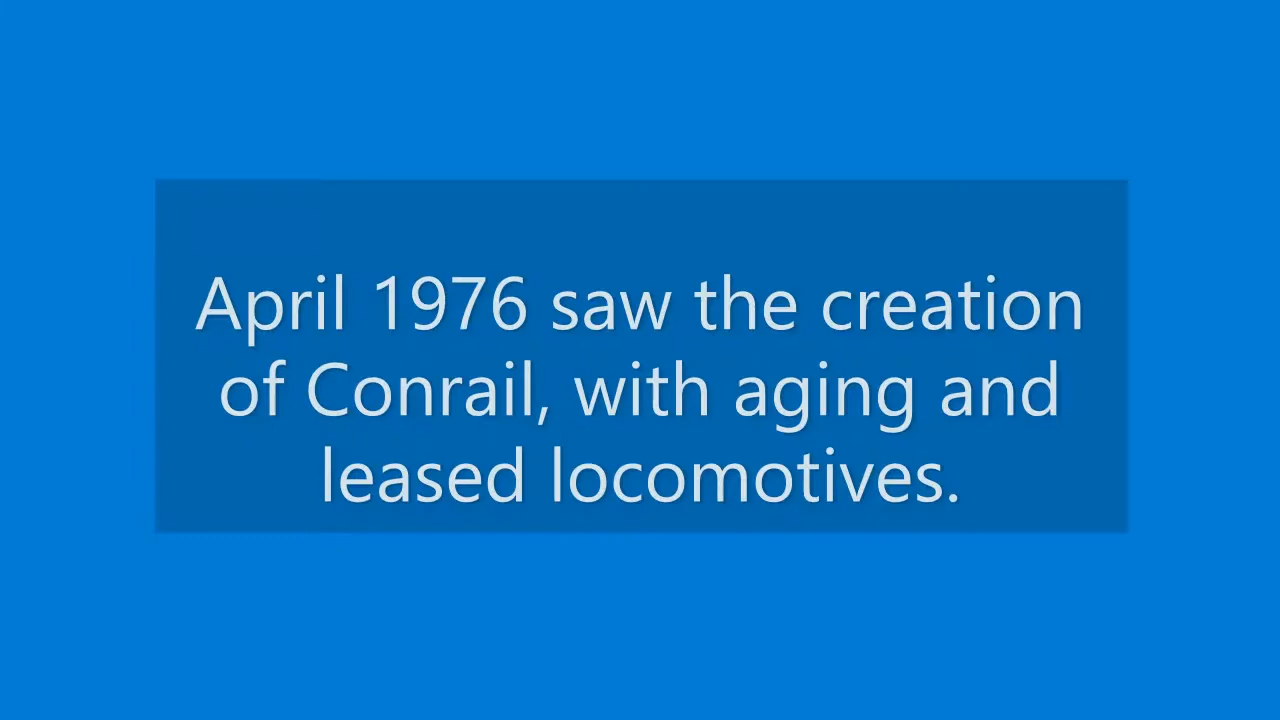 April 1976 saw the creation
of Conrail, with aging and
leased locomotives.